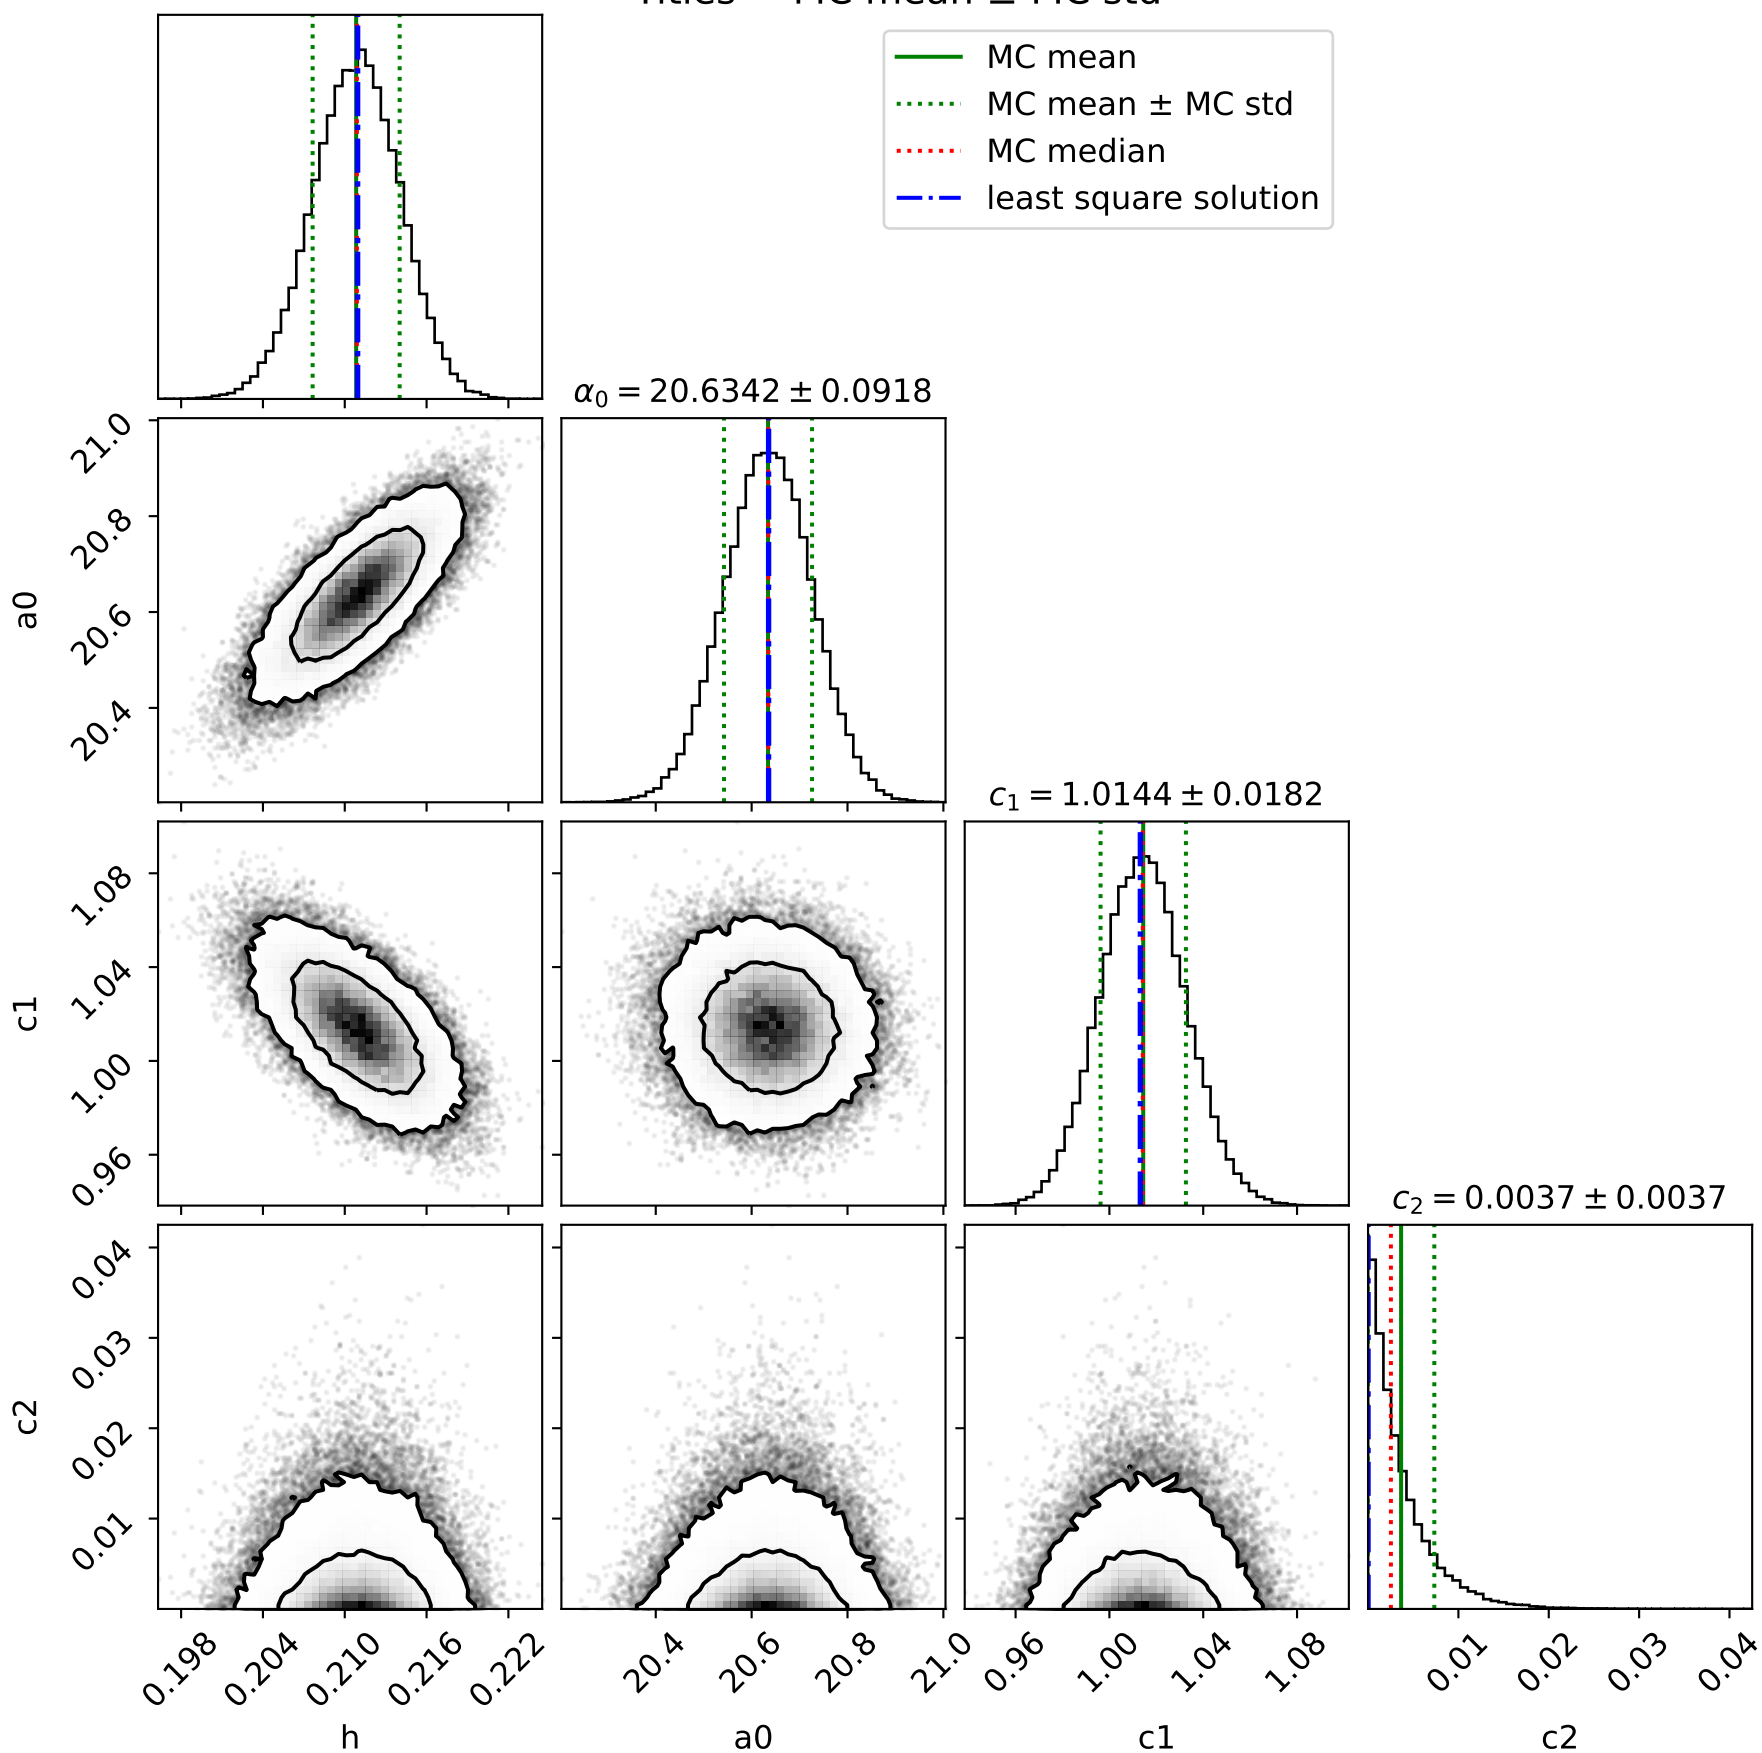 MC mean ± MC std
MC mean
MC mean ± MC std
MC median
least square solution
α₀ = 20.6342 ± 0.0918
21.0
20.8
20.6
20.4
a0
c₁ = 1.0144 ± 0.0182
1.08
1.04
1.00
0.96
c1
c₂ = 0.0037 ± 0.0037
0.04
0.03
0.02
0.01
c2
0.198 0.204 0.210 0.216 0.222 20.4 20.6 20.8 21.0 0.96 1.00 1.04 1.08 0.01 0.02 0.03 0.04
h a0 c1 c2